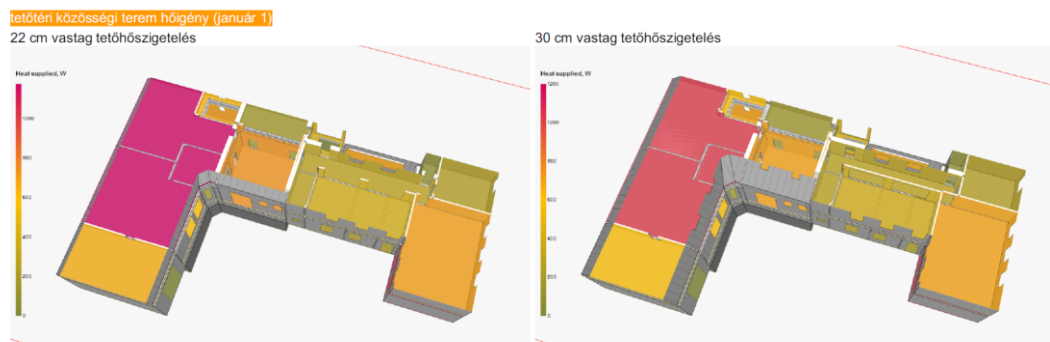 tetőtéri közösségi terem hőigény (január 1)
22 cm vastag tetőhőszigetelés
30 cm vastag tetőhőszigetelés
Heat supplied, W
1000
800
600
400
200
0
Heat supplied, W
1200
1000
800
600
400
200
0